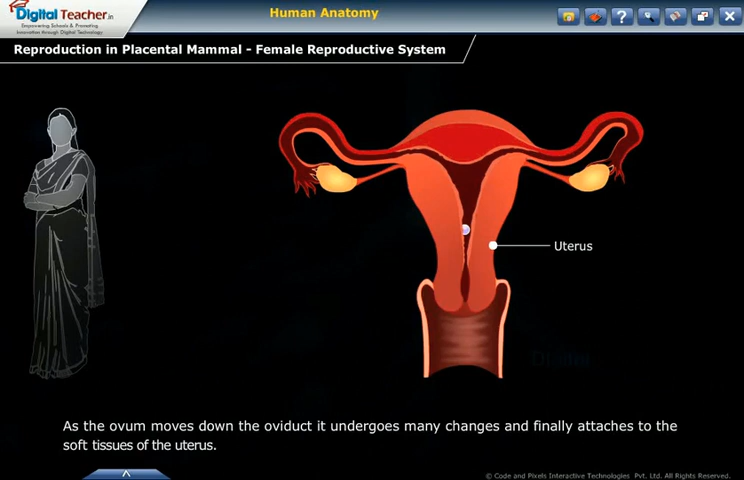 Digital Teacher.in
Empowering Schools & Promoting
Innovation through Digital Technology
Human Anatomy
Reproduction in Placental Mammal - Female Reproductive System
Uterus
Digital
As the ovum moves down the oviduct it undergoes many changes and finally attaches to the
soft tissues of the uterus.
© Code and Pixels Interactive Technologies Pvt, Ltd. All Rights Reserved.